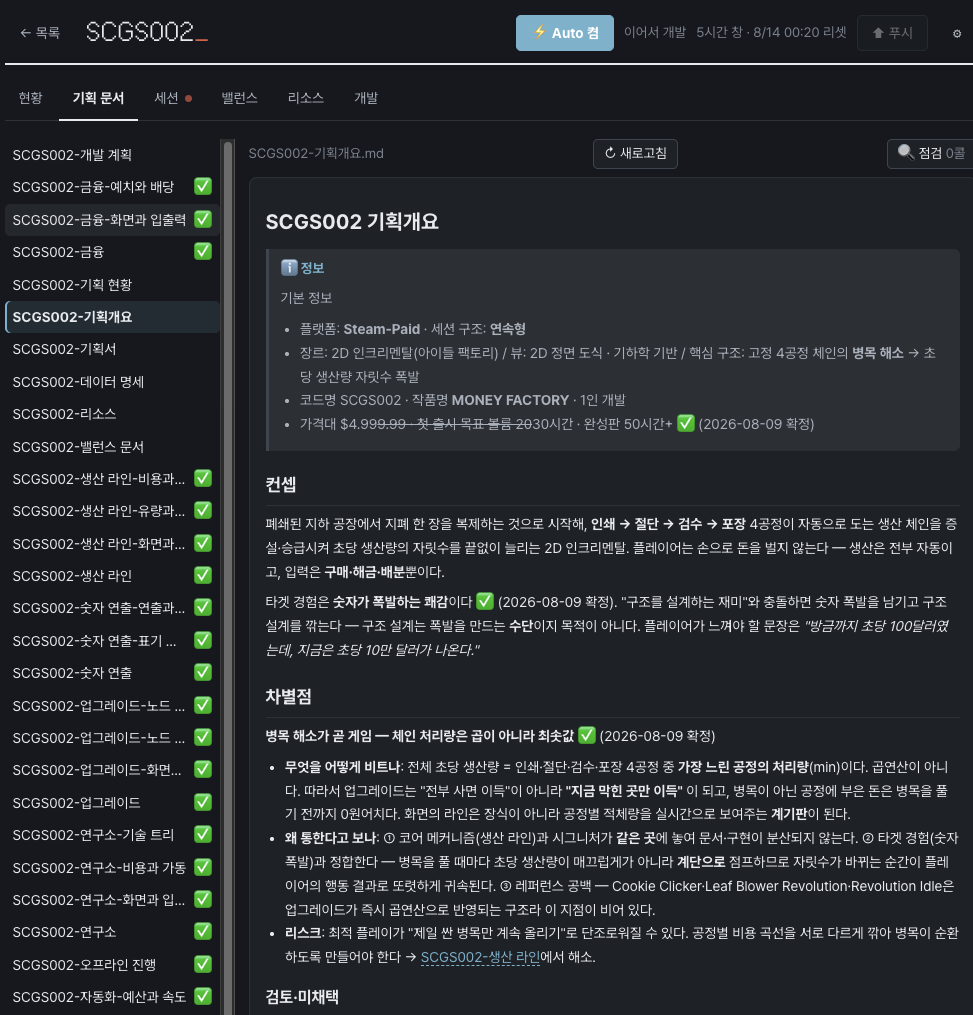 ← 목록
SCGS002_
⚡ Auto 켬
이어서 개발
5시간 창 · 8/14 00:20 리셋
⬆ 푸시
⚙
현황
기획 문서
세션 ●
밸런스
리소스
개발
SCGS002-개발 계획
SCGS002-금융-예치와 배당 ✅
SCGS002-금융-화면과 입출력 ✅
SCGS002-금융 ✅
SCGS002-기획 현황
SCGS002-기획개요
SCGS002-기획서
SCGS002-데이터 명세
SCGS002-리소스
SCGS002-밸런스 문서
SCGS002-생산 라인-비용과... ✅
SCGS002-생산 라인-유량과... ✅
SCGS002-생산 라인-화면과... ✅
SCGS002-생산 라인 ✅
SCGS002-숫자 연출-연출과... ✅
SCGS002-숫자 연출-표기 ... ✅
SCGS002-숫자 연출 ✅
SCGS002-업그레이드-노드 ... ✅
SCGS002-업그레이드-노드 ... ✅
SCGS002-업그레이드-화면... ✅
SCGS002-업그레이드 ✅
SCGS002-연구소-기술 트리 ✅
SCGS002-연구소-비용과 가동 ✅
SCGS002-연구소-화면과 입... ✅
SCGS002-연구소 ✅
SCGS002-오프라인 진행 ✅
SCGS002-자동화-예산과 속도 ✅
SCGS002-기획개요.md
↻ 새로고침
🔍 점검 0콜
SCGS002 기획개요
ℹ️ 정보
기본 정보
• 플랫폼: Steam-Paid · 세션 구조: 연속형
• 장르: 2D 인크리멘탈(아이들 팩토리) / 뷰: 2D 정면 도식 · 기하학 기반 / 핵심 구조: 고정 4공정 체인의 병목 해소 → 초
당 생산량 자릿수 폭발
• 코드명 SCGS002 · 작품명 MONEY FACTORY · 1인 개발
• 가격대 $4.999.99 · 첫 출시 목표 볼륨 2030시간 · 완성판 50시간+ ✅ (2026-08-09 확정)
컨셉
폐쇄된 지하 공장에서 지폐 한 장을 복제하는 것으로 시작해, 인쇄 → 절단 → 검수 → 포장 4공정이 자동으로 도는 생산 체인을 증
설·승급시켜 초당 생산량의 자릿수를 끝없이 늘리는 2D 인크리멘탈. 플레이어는 손으로 돈을 벌지 않는다 — 생산은 전부 자동이
고, 입력은 구매·해금·배분뿐이다.
타겟 경험은 숫자가 폭발하는 쾌감이다 ✅ (2026-08-09 확정). "구조를 설계하는 재미"와 충돌하면 숫자 폭발을 남기고 구조
설계를 깎는다 — 구조 설계는 폭발을 만드는 수단이지 목적이 아니다. 플레이어가 느껴야 할 문장은 "방금까지 초당 100달러였
는데, 지금은 초당 10만 달러가 나온다."
차별점
병목 해소가 곧 게임 — 체인 처리량은 곱이 아니라 최솟값 ✅ (2026-08-09 확정)
• 무엇을 어떻게 비트나: 전체 초당 생산량 = 인쇄·절단·검수·포장 4공정 중 가장 느린 공정의 처리량(min)이다. 곱연산이 아니
다. 따라서 업그레이드는 "전부 사면 이득"이 아니라 "지금 막힌 곳만 이득" 이 되고, 병목이 아닌 공정에 부은 돈은 병목을 풀
기 전까지 0원어치다. 화면의 라인은 장식이 아니라 공정별 적체량을 실시간으로 보여주는 계기판이 된다.
• 왜 통한다고 보나: ① 코어 메커니즘(생산 라인)과 시그니처가 같은 곳에 놓여 문서·구현이 분산되지 않는다. ② 타겟 경험(숫자
폭발)과 정합한다 — 병목을 풀 때마다 초당 생산량이 매끄럽게가 아니라 계단으로 점프하므로 자릿수가 바뀌는 순간이 플레
이어의 행동 결과로 또렷하게 귀속된다. ③ 레퍼런스 공백 — Cookie Clicker·Leaf Blower Revolution·Revolution Idle은
업그레이드가 즉시 곱연산으로 반영되는 구조라 이 지점이 비어 있다.
• 리스크: 최적 플레이가 "제일 싼 병목만 계속 올리기"로 단조로워질 수 있다. 공정별 비용 곡선을 서로 다르게 깎아 병목이 순환
하도록 만들어야 한다 → SCGS002-생산 라인에서 해소.
검토·미채택